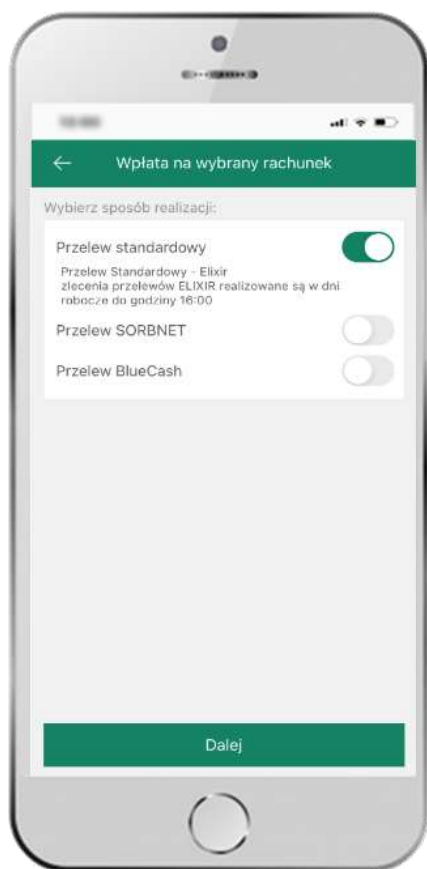 Wpłata na wybrany rachunek
Wybierz sposób realizacji:
Przelew standardowy
Przelew Standardowy - Elixir
zlecenia przelewów ELIXIR realizowane są w dni
robocze do godziny 16:00
Przelew SORBNET
Przelew BlueCash
Dalej